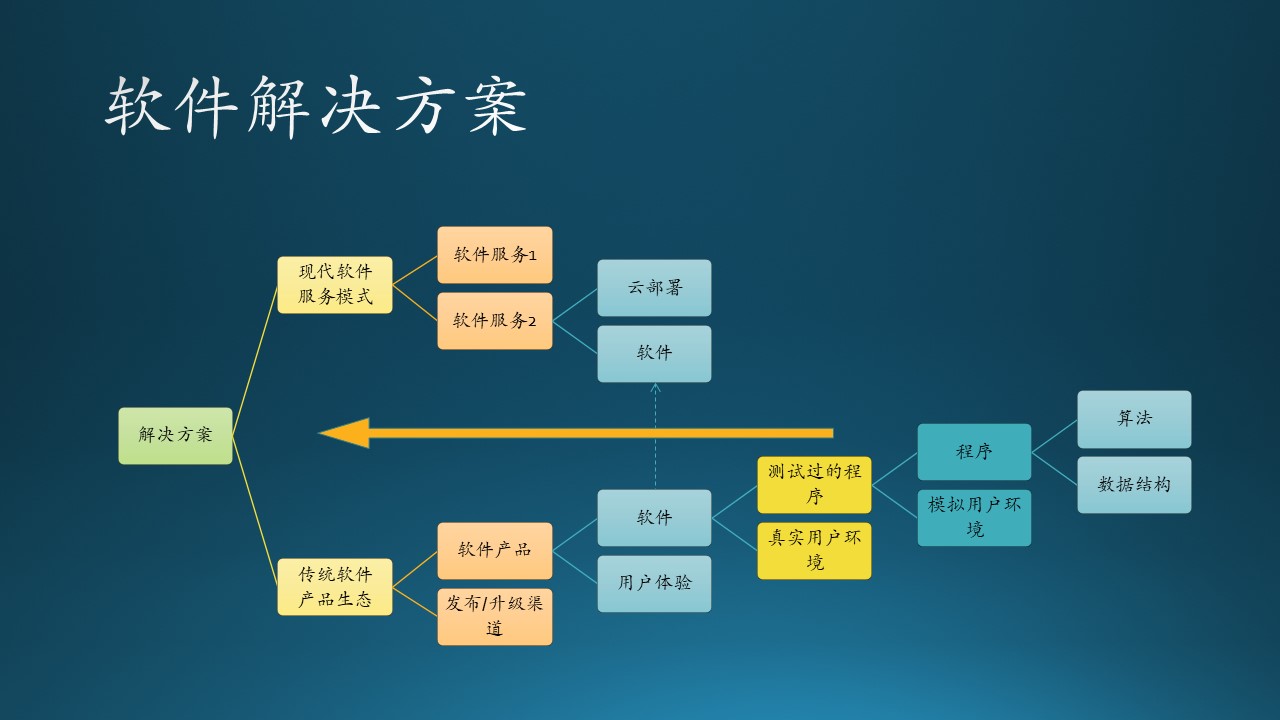 软件解决方案
解决方案
现代软件
服务模式
软件服务1
软件服务2
云部署
软件
传统软件
产品生态
软件产品
发布/升级渠
道
软件
用户体验
测试过的程
序
真实用户环
境
程序
模拟用户环
境
算法
数据结构